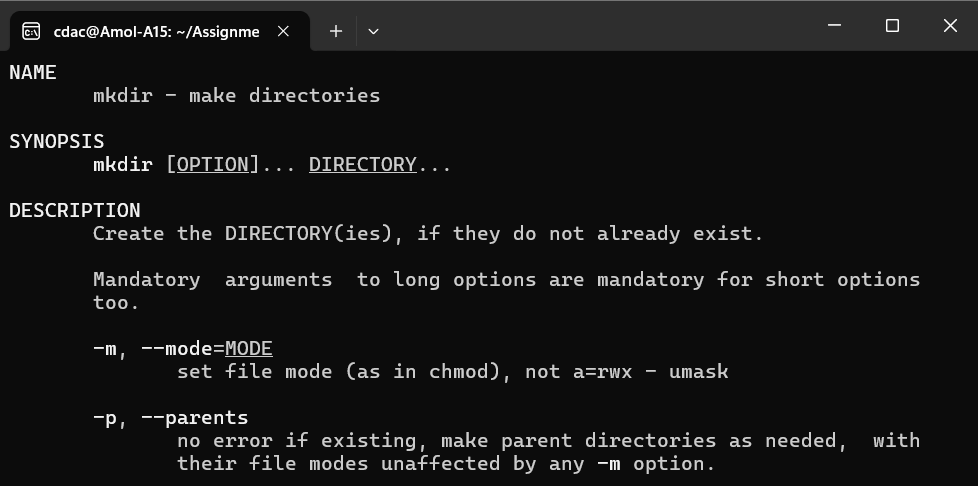 cdac@Amol-A15: ~/Assignme
NAME
mkdir - make directories
SYNOPSIS
mkdir [OPTION]... DIRECTORY...
DESCRIPTION
Create the DIRECTORY(ies), if they do not already exist.
Mandatory  arguments  to long options are mandatory for short options
too.
-m, --mode=MODE
set file mode (as in chmod), not a=rwx - umask
-p, --parents
no error if existing, make parent directories as needed,  with
their file modes unaffected by any -m option.